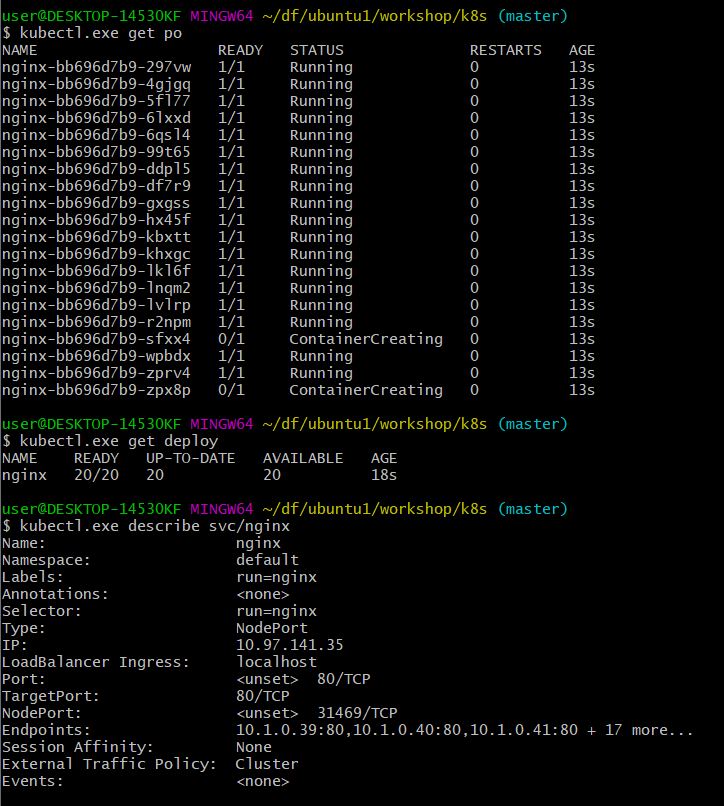 user@DESKTOP-1453OKF MINGW64 ~/df/ubuntu1/workshop/k8s (master)
$ kubectl.exe get po
NAME                    READY   STATUS              RESTARTS   AGE
nginx-bb696d7b9-297vw   1/1     Running             0          13s
nginx-bb696d7b9-4gjgq   1/1     Running             0          13s
nginx-bb696d7b9-5fl77   1/1     Running             0          13s
nginx-bb696d7b9-6lxxd   1/1     Running             0          13s
nginx-bb696d7b9-6qsl4   1/1     Running             0          13s
nginx-bb696d7b9-99t65   1/1     Running             0          13s
nginx-bb696d7b9-ddpl5   1/1     Running             0          13s
nginx-bb696d7b9-df7r9   1/1     Running             0          13s
nginx-bb696d7b9-gxgss   1/1     Running             0          13s
nginx-bb696d7b9-hx45f   1/1     Running             0          13s
nginx-bb696d7b9-kbxtt   1/1     Running             0          13s
nginx-bb696d7b9-khxgc   1/1     Running             0          13s
nginx-bb696d7b9-lkl6f   1/1     Running             0          13s
nginx-bb696d7b9-lnqm2   1/1     Running             0          13s
nginx-bb696d7b9-lvlrp   1/1     Running             0          13s
nginx-bb696d7b9-r2npm   1/1     Running             0          13s
nginx-bb696d7b9-sfxx4   0/1     ContainerCreating   0          13s
nginx-bb696d7b9-wpbdx   1/1     Running             0          13s
nginx-bb696d7b9-zprv4   1/1     Running             0          13s
nginx-bb696d7b9-zpx8p   0/1     ContainerCreating   0          13s
user@DESKTOP-1453OKF MINGW64 ~/df/ubuntu1/workshop/k8s (master)
$ kubectl.exe get deploy
NAME    READY   UP-TO-DATE   AVAILABLE   AGE
nginx   20/20   20           20          18s
user@DESKTOP-1453OKF MINGW64 ~/df/ubuntu1/workshop/k8s (master)
$ kubectl.exe describe svc/nginx
Name:                     nginx
Namespace:                default
Labels:                   run=nginx
Annotations:              <none>
Selector:                 run=nginx
Type:                     NodePort
IP:                       10.97.141.35
LoadBalancer Ingress:     localhost
Port:                     <unset>  80/TCP
TargetPort:               80/TCP
NodePort:                 <unset>  31469/TCP
Endpoints:                10.1.0.39:80,10.1.0.40:80,10.1.0.41:80 + 17 more...
Session Affinity:         None
External Traffic Policy:  Cluster
Events:                   <none>